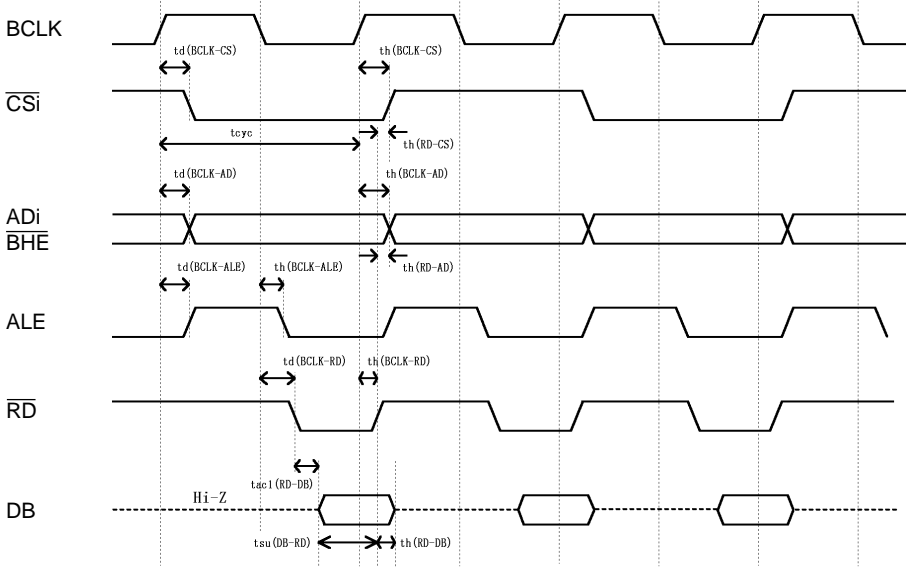 BCLK
td(BCLK-CS) th(BCLK-CS)
CSi
tcyc
th(RD-CS)
td(BCLK-AD) th(BCLK-AD)
ADi
BHE
th(RD-AD)
td(BCLK-ALE) th(BCLK-ALE)
ALE
td(BCLK-RD) th(BCLK-RD)
RD
tac1(RD-DB)
Hi-Z
DB
tsu(DB-RD) th(RD-DB)